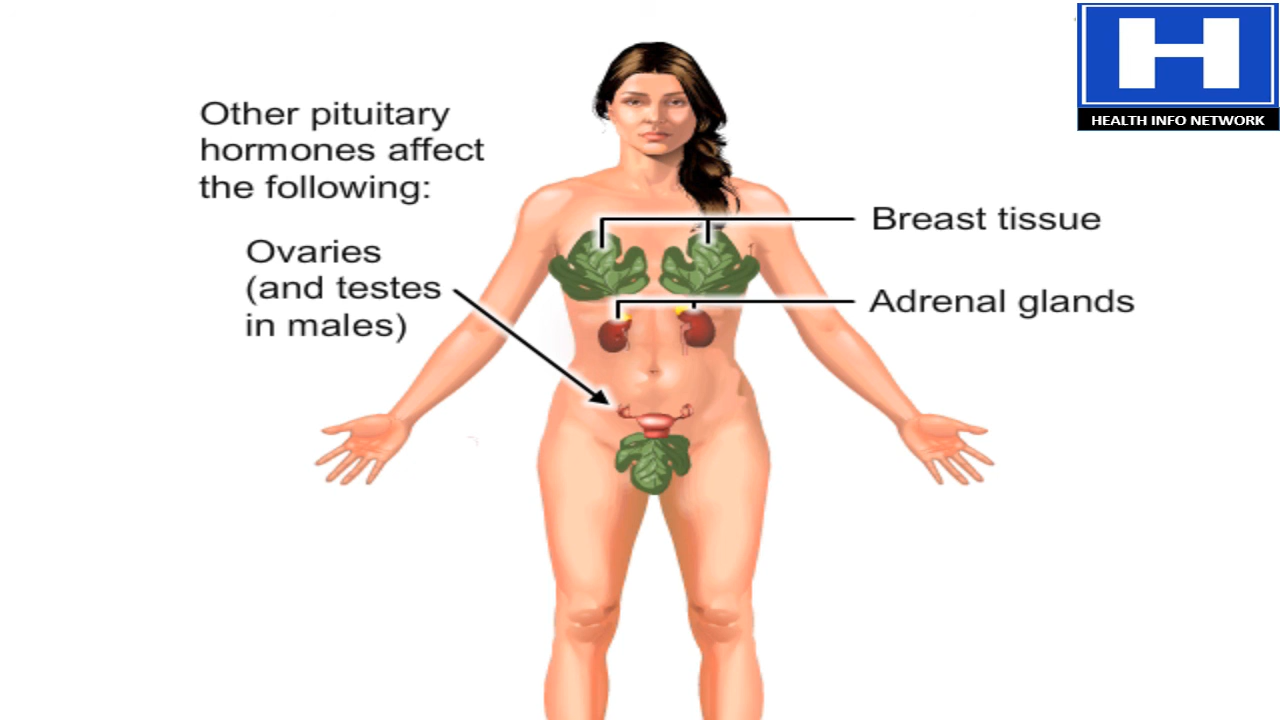 Other pituitary
hormones affect
the following:
Ovaries
(and testes
in males)
Breast tissue
Adrenal glands
H
HEALTH INFO NETWORK